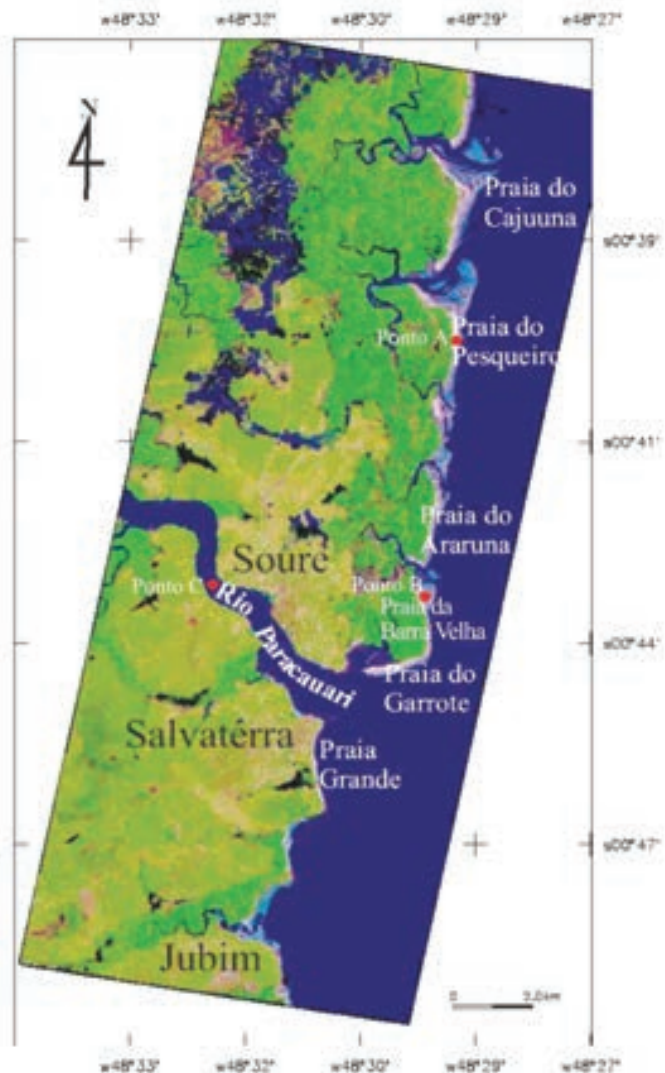 w48°33' w48°32' w48°30' w48°29' w48°27'
N
Praia do
Cajuuna
s00°39'
Ponto A
Praia do
Pesqueiro
s00°41'
Praia do
Araruna
Soure
Ponto B
Ponto C
Rio Paracauari
Praia da
Barra Velha
s00°44'
Praia do
Garrote
Salvatérra
Praia
Grande
s00°47'
Jubim
0
w48°33' w48°32' w48°30' w48°29' w48°27'